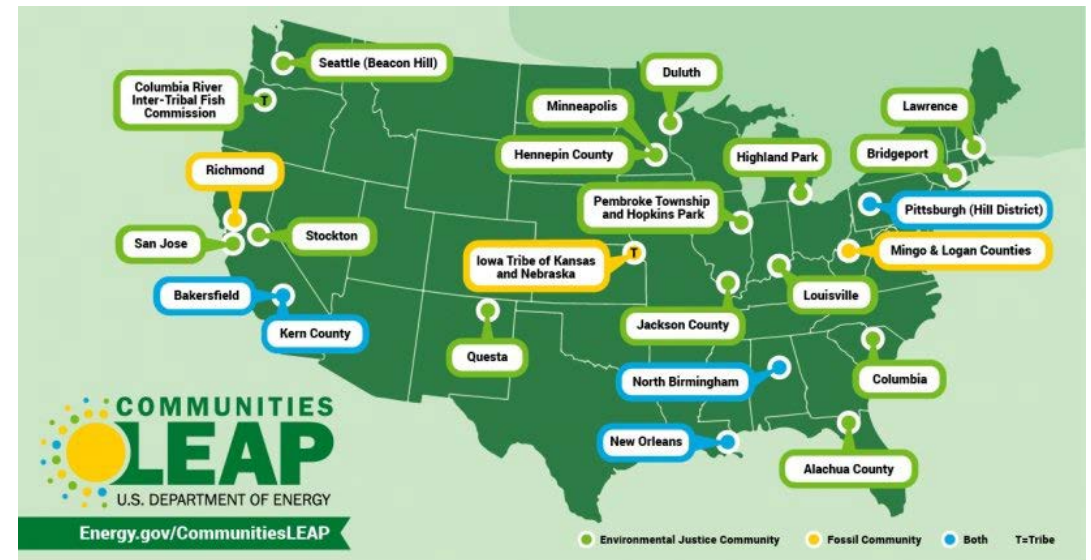 Seattle (Beacon Hill)
Columbia River
Inter-Tribal Fish
Commission
T
Duluth
Minneapolis
Hennepin County
Highland Park
Lawrence
Bridgeport
Richmond
San Jose
Stockton
Pembroke Township
and Hopkins Park
Pittsburgh (Hill District)
Iowa Tribe of Kansas
and Nebraska
T
Mingo & Logan Counties
Bakersfield
Kern County
Louisville
Jackson County
Questa
North Birmingham
Columbia
New Orleans
Alachua County
COMMUNITIES
LEAP
U.S. DEPARTMENT OF ENERGY
Energy.gov/CommunitiesLEAP
Environmental Justice Community
Fossil Community
Both
T=Tribe